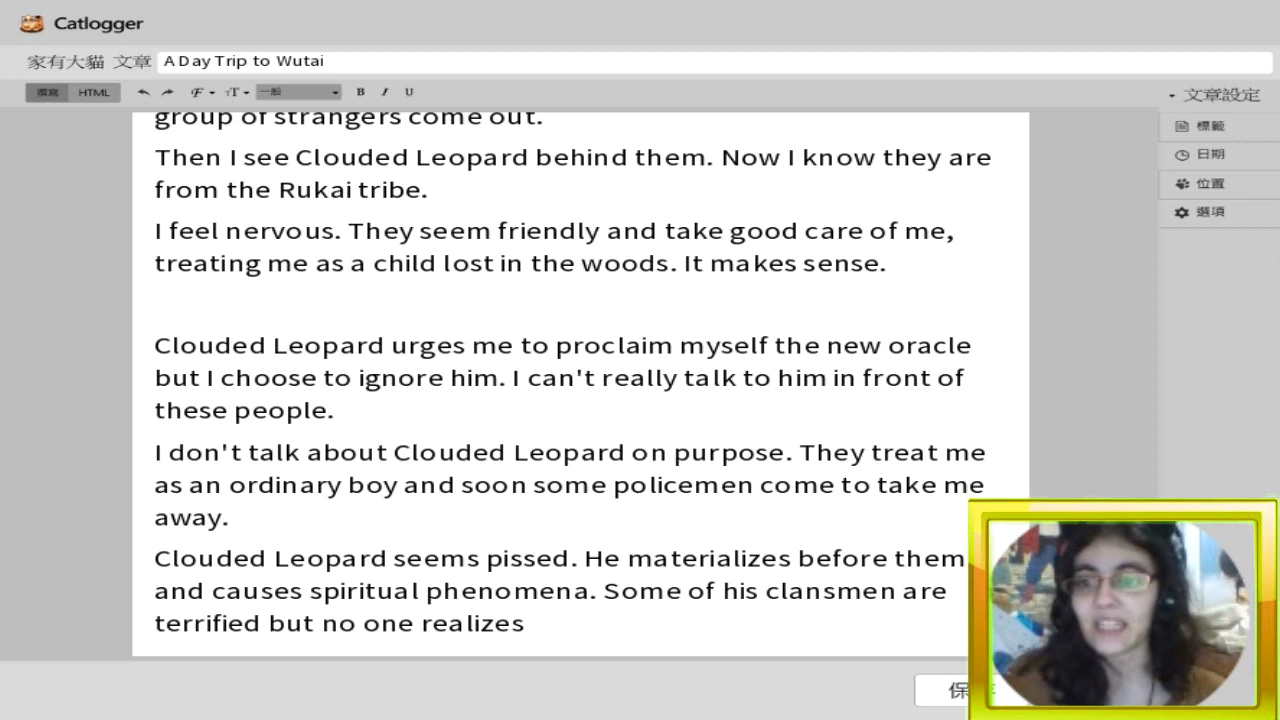 Catlogger
家有大貓 文章 A Day Trip to Wutai
撰寫 HTML 一般 B I U
文章設定
標籤
日期
位置
選項
group of strangers come out.
Then I see Clouded Leopard behind them. Now I know they are
from the Rukai tribe.
I feel nervous. They seem friendly and take good care of me,
treating me as a child lost in the woods. It makes sense.
Clouded Leopard urges me to proclaim myself the new oracle
but I choose to ignore him. I can't really talk to him in front of
these people.
I don't talk about Clouded Leopard on purpose. They treat me
as an ordinary boy and soon some policemen come to take me
away.
Clouded Leopard seems pissed. He materializes before them
and causes spiritual phenomena. Some of his clansmen are
terrified but no one realizes